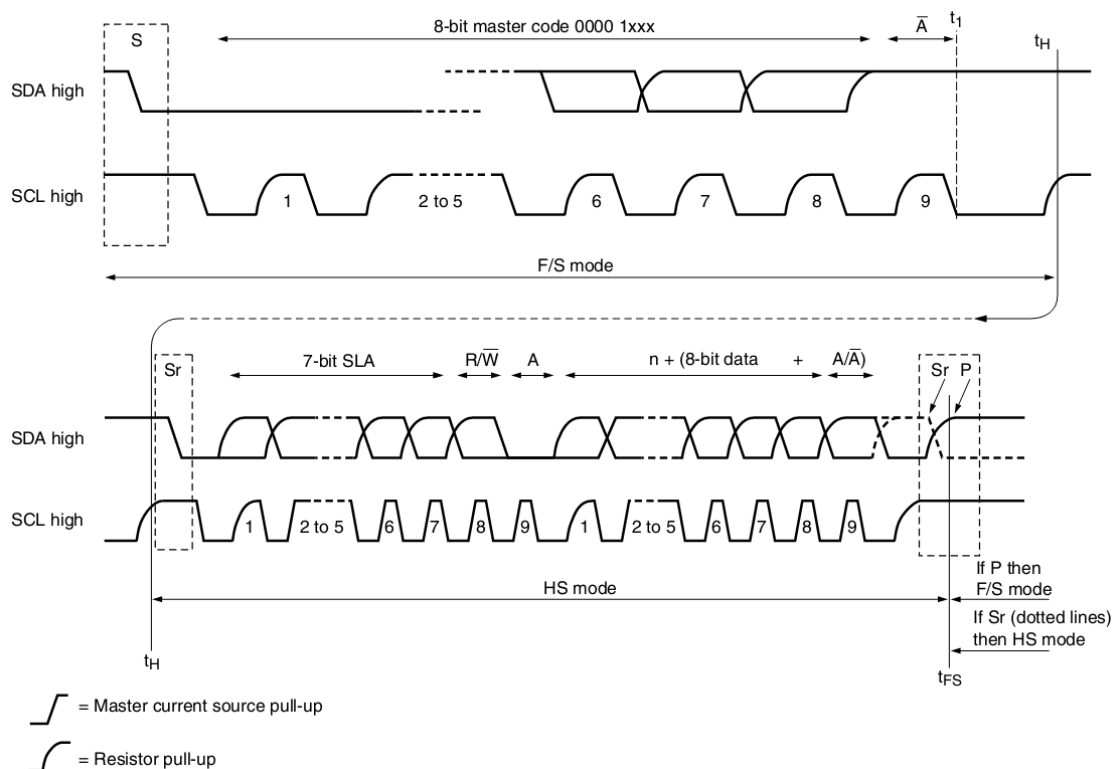 S
8-bit master code 0000 1xxx
A̅
t1
tH
SDA high
SCL high
1
2 to 5
6
7
8
9
F/S mode
Sr
7-bit SLA
R/W̅
A
n + (8-bit data + A/A̅)
Sr P
SDA high
SCL high
1
2 to 5
6
7
8
9
1
2 to 5
6
7
8
9
HS mode
If P then
F/S mode
If Sr (dotted lines)
then HS mode
tH
tFS
= Master current source pull-up
= Resistor pull-up